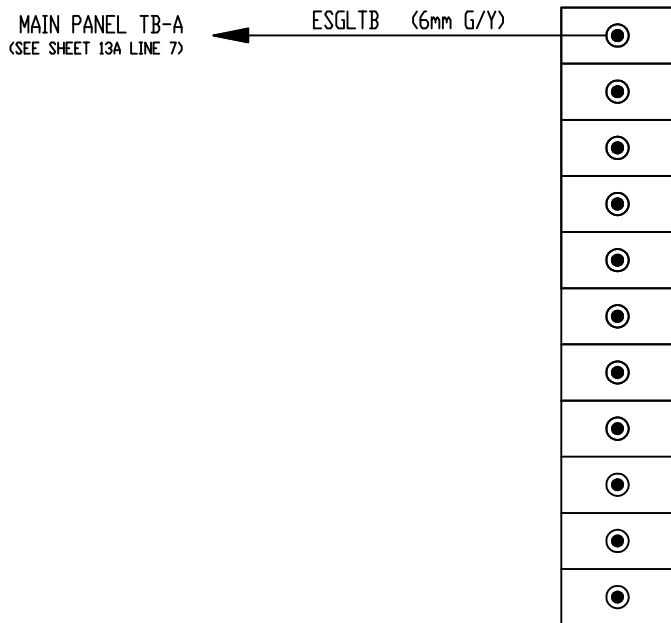 MAIN PANEL TB-A
(SEE SHEET 13A LINE 7)
ESGLTB (6mm G/Y)